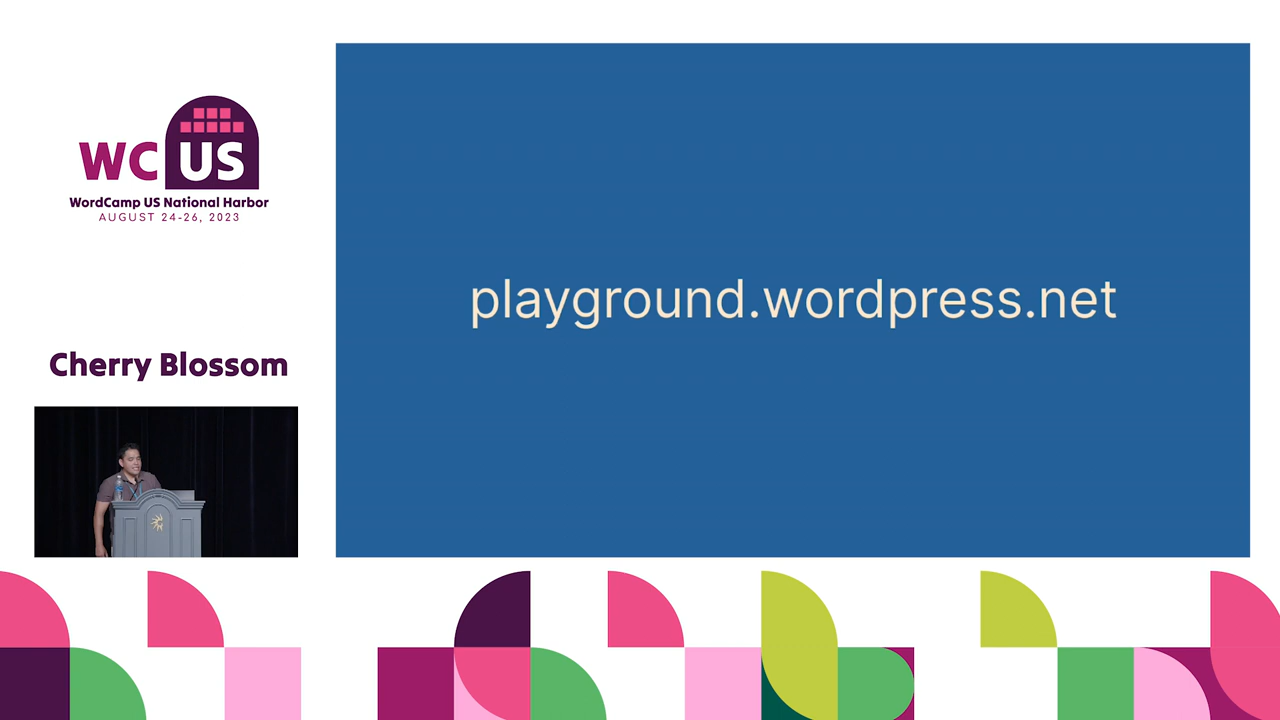 WC US
WordCamp US National Harbor
AUGUST 24-26, 2023
playground.wordpress.net
Cherry Blossom